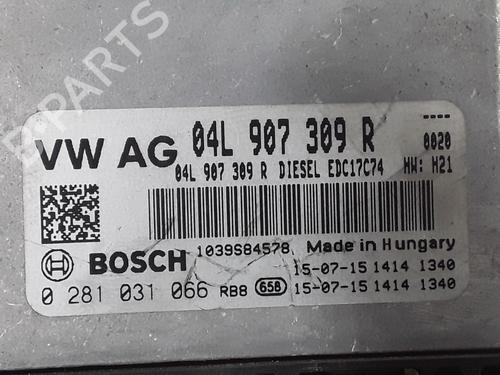 ----
VW AG 04L 907 309 R 0020
04L 907 309 R DIESEL EDC17C74 HW: H21
BOSCH 1039S84578 Made in Hungary
15-07-15 1414 1340
0 281 031 066 RB8 65B 15-07-15 1414 1340
B-PARTS